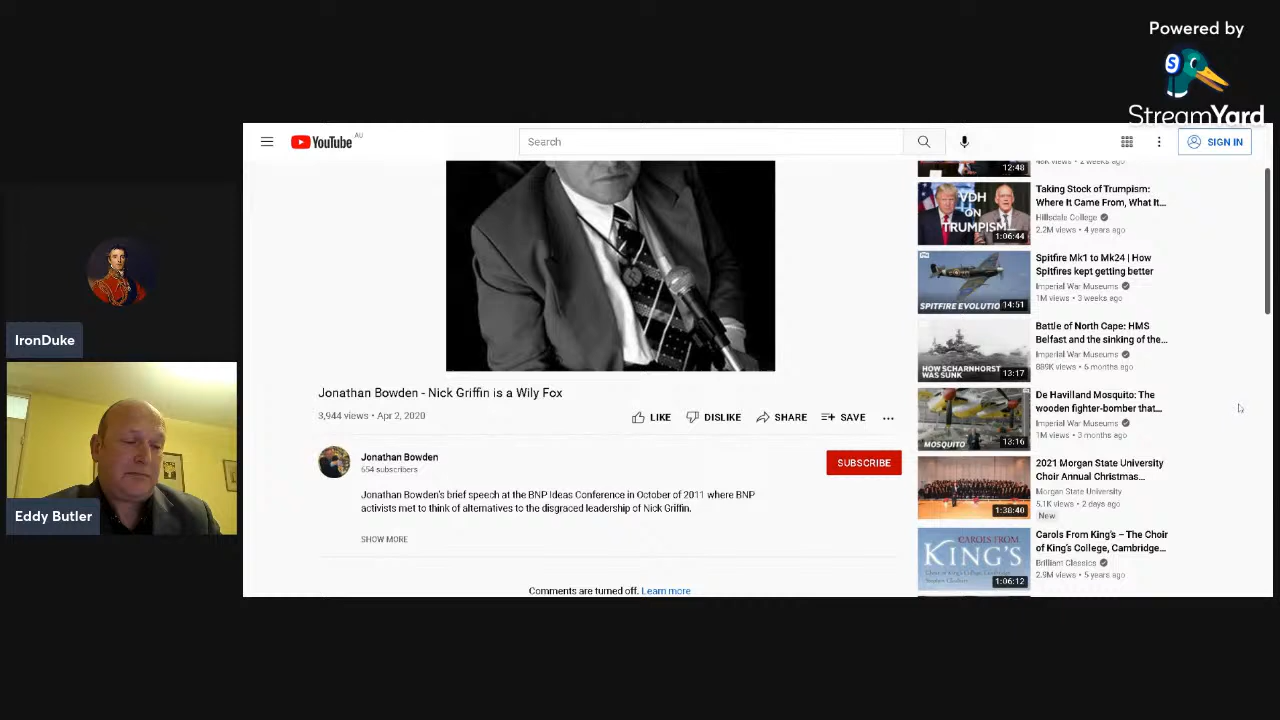 Powered by
StreamYard
YouTube AU
Search
SIGN IN
12:48
2 weeks ago
VDH
ON
TRUMPISM
1:06:44
Taking Stock of Trumpism:
Where It Came From, What It...
Hillsdale College
2.2M views • 4 years ago
SPITFIRE EVOLUTION
14:51
Spitfire Mk1 to Mk24 | How
Spitfires kept getting better
Imperial War Museums
1M views • 3 weeks ago
HOW SCHARNHORST
WAS SUNK
13:17
Battle of North Cape: HMS
Belfast and the sinking of the...
Imperial War Museums
889K views • 6 months ago
MOSQUITO
13:16
De Havilland Mosquito: The
wooden fighter-bomber that...
Imperial War Museums
1M views • 3 months ago
1:38:40
2021 Morgan State University
Choir Annual Christmas...
Morgan State University
5.1K views • 2 days ago
New
CAROLS FROM
KING'S
1:06:12
Carols From King's – The Choir
of King's College, Cambridge...
Brilliant Classics
2.9M views • 5 years ago
IronDuke
Eddy Butler
Jonathan Bowden - Nick Griffin is a Wily Fox
3,944 views • Apr 2, 2020
LIKE DISLIKE SHARE SAVE
Jonathan Bowden
654 subscribers
SUBSCRIBE
Jonathan Bowden's brief speech at the BNP Ideas Conference in October of 2011 where BNP
activists met to think of alternatives to the disgraced leadership of Nick Griffin.
SHOW MORE
Comments are turned off. Learn more